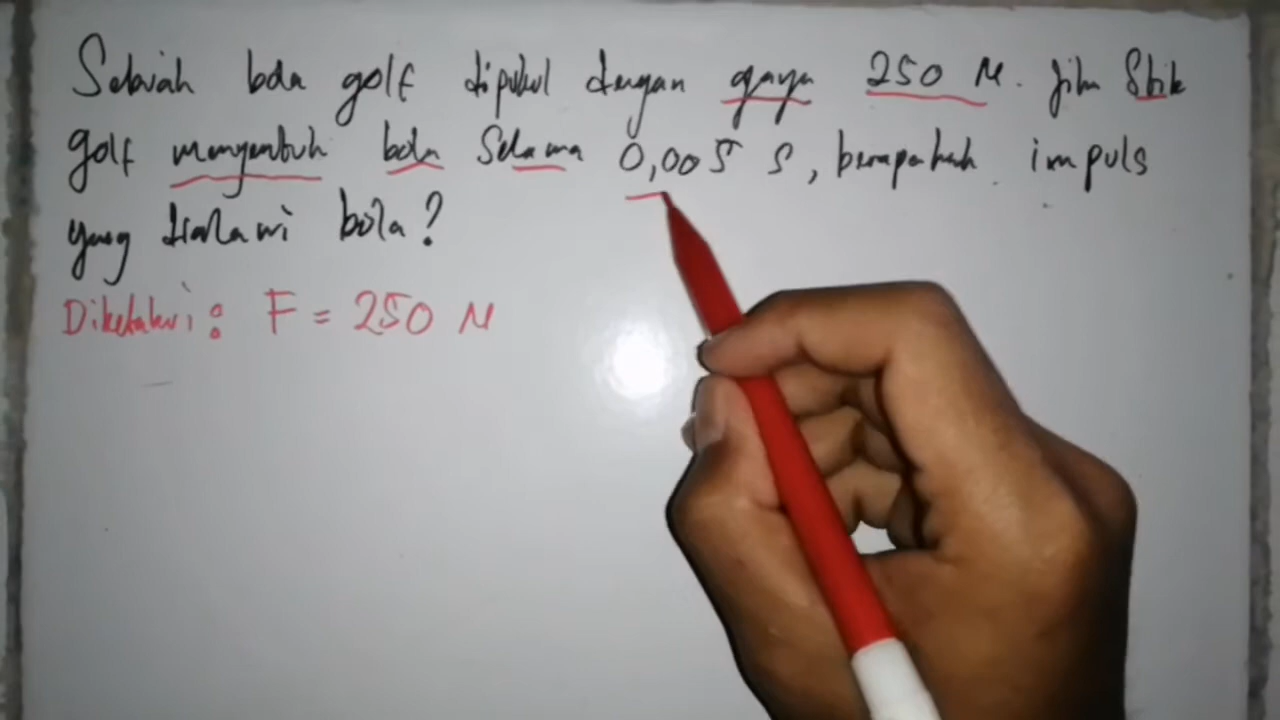 Sebuah bola golf dipukul dengan gaya 250 N. Jika Stik
golf menyentuh bola Selama 0,005 s, berapakah impuls
yang dialami bola?
Diketahui: F = 250 N